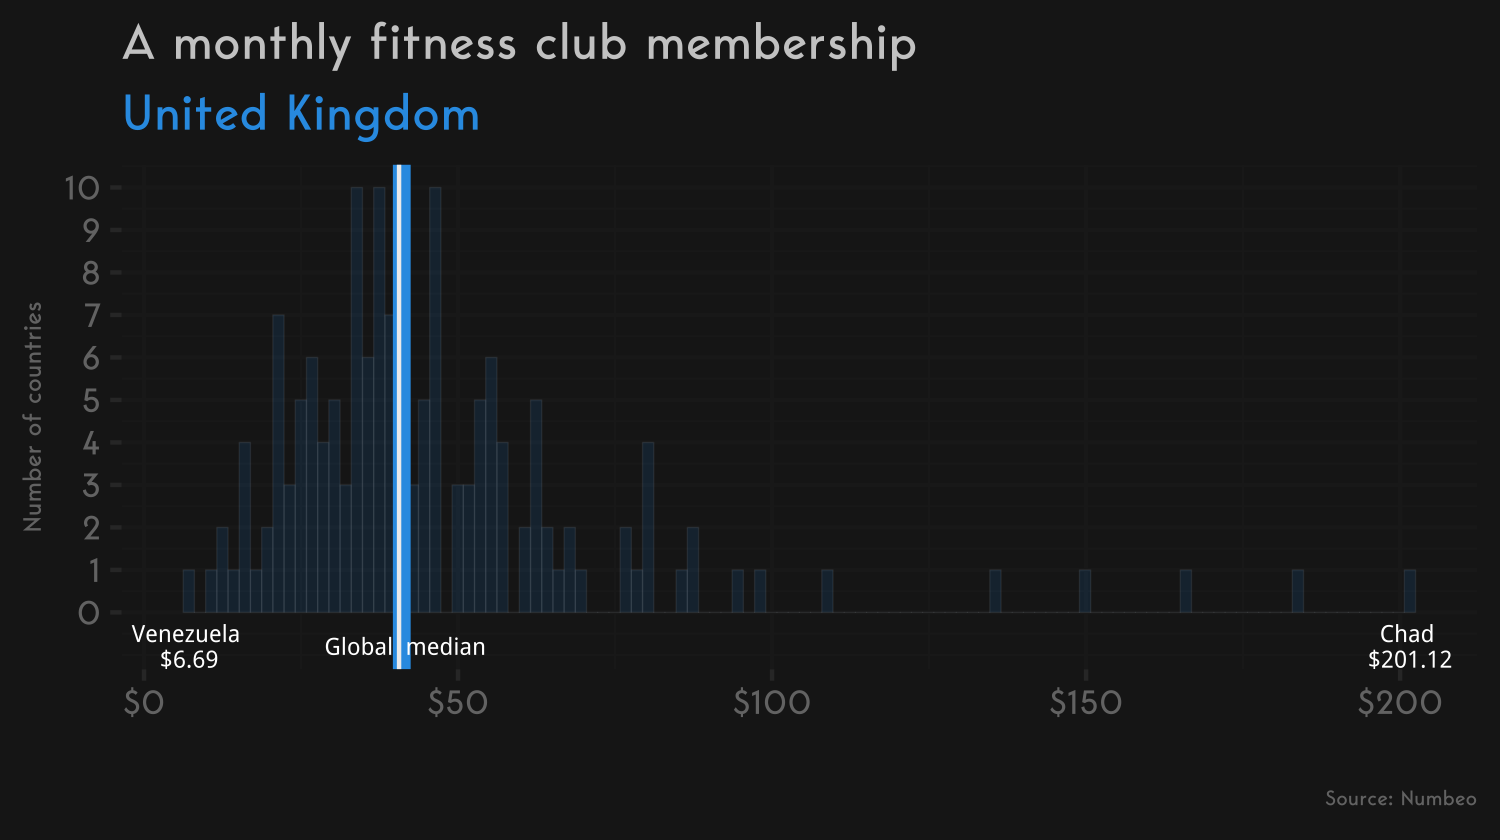 A monthly fitness club membership
United Kingdom
Number of countries
10
9
8
7
6
5
4
3
2
1
0
Venezuela
$6.69
Global median
Chad
$201.12
$0 $50 $100 $150 $200
Source: Numbeo